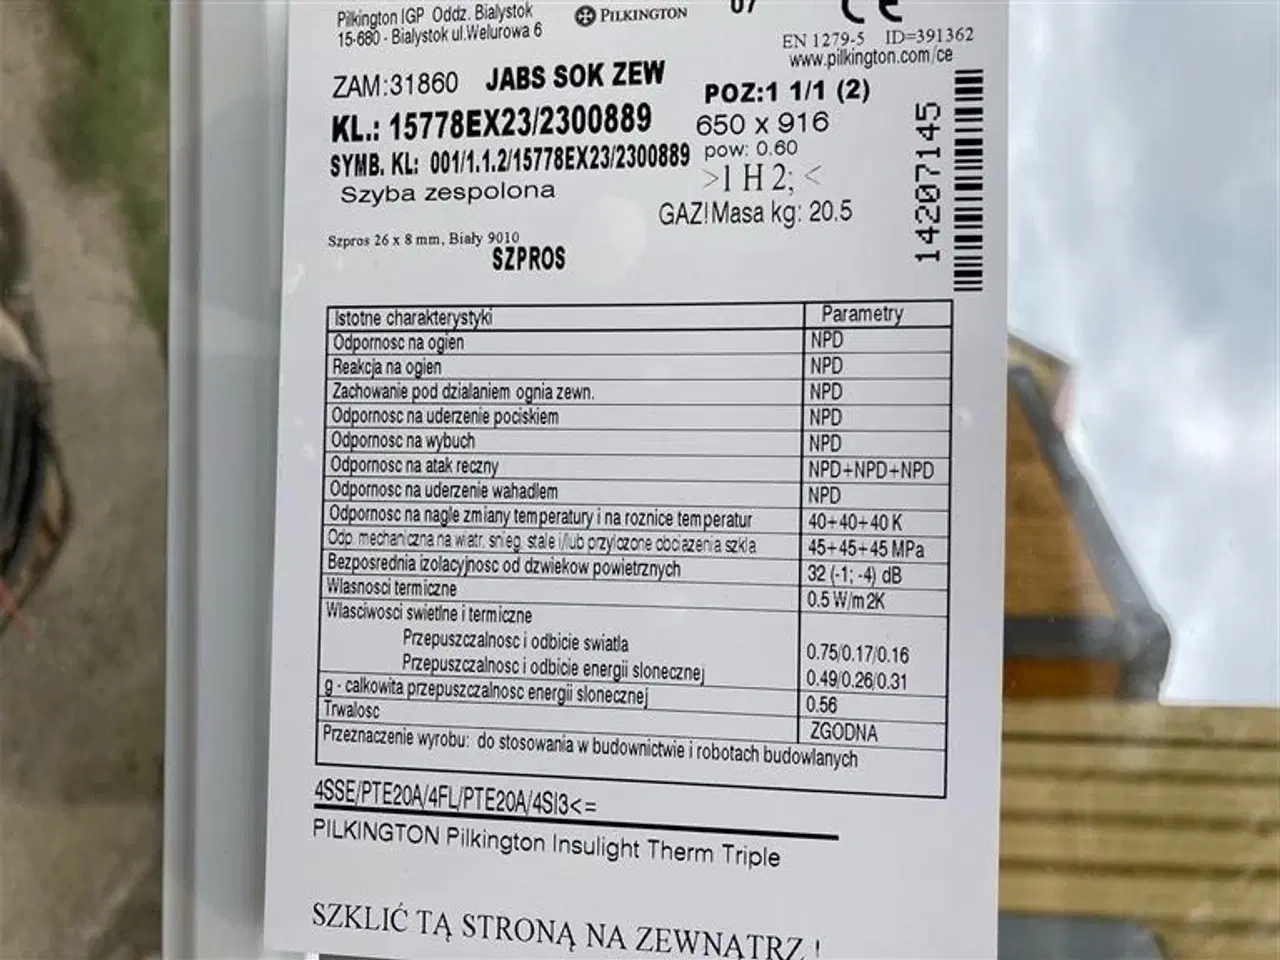 Pilkington IGP Oddz. Bialystok
15-680 - Bialystok ul.Welurowa 6
PILKINGTON
07
CE
EN 1279-5 ID=391362
www.pilkington.com/ce
ZAM:31860 JABS SOK ZEW
POZ:1 1/1 (2)
KL.: 15778EX23/2300889
650 x 916
SYMB. KL: 001/1.1.2/15778EX23/2300889
pow: 0.60
Szyba zespolona
>1 H 2; <
GAZ!Masa kg: 20.5
14207145
Szpros 26 x 8 mm, Biały 9010
SZPROS
Istotne charakterystyki Parametry
Odpornosc na ogien NPD
Reakcja na ogien NPD
Zachowanie pod dzialaniem ognia zewn. NPD
Odpornosc na uderzenie pociskiem NPD
Odpornosc na wybuch NPD
Odpornosc na atak reczny NPD+NPD+NPD
Odpornosc na uderzenie wahadlem NPD
Odpornosc na nagle zmiany temperatury i na roznice temperatur 40+40+40 K
Odp. mechaniczna na wiatr, snieg, stale i/lub przylozone obciazenia szkla 45+45+45 MPa
Bezposrednia izolacyjnosc od dzwiekow powietrznych 32 (-1; -4) dB
Wlasnosci termiczne 0.5 W/m2K
Wlasciwosci swietlne i termiczne
Przepuszczalnosc i odbicie swiatla 0.75/0.17/0.16
Przepuszczalnosc i odbicie energii slonecznej 0.49/0.26/0.31
g - calkowita przepuszczalnosc energii slonecznej 0.56
Trwalosc ZGODNA
Przeznaczenie wyrobu: do stosowania w budownictwie i robotach budowlanych
4SSE/PTE20A/4FL/PTE20A/4SI3<=
PILKINGTON Pilkington Insulight Therm Triple
SZKLIĆ TĄ STRONĄ NA ZEWNĄTRZ !